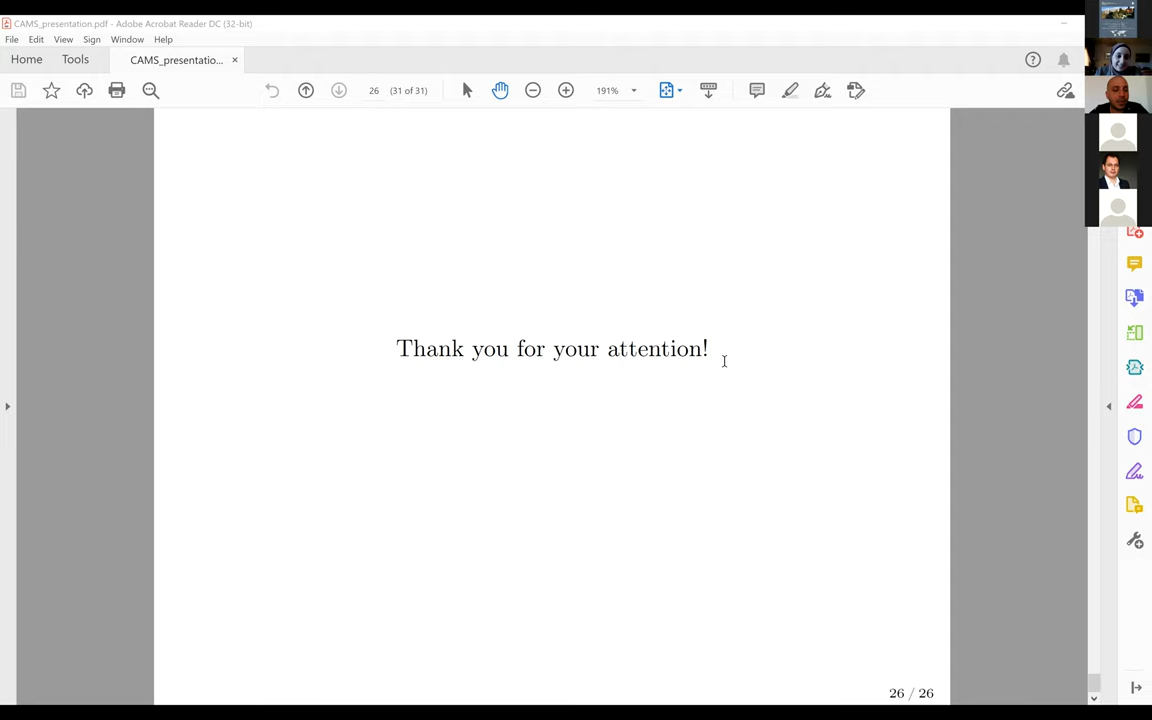 CAMS_presentation.pdf - Adobe Acrobat Reader DC (32-bit)
File Edit View Sign Window Help
Home Tools CAMS_presentatio... ×
26 (31 of 31) 191%
Thank you for your attention!
26 / 26